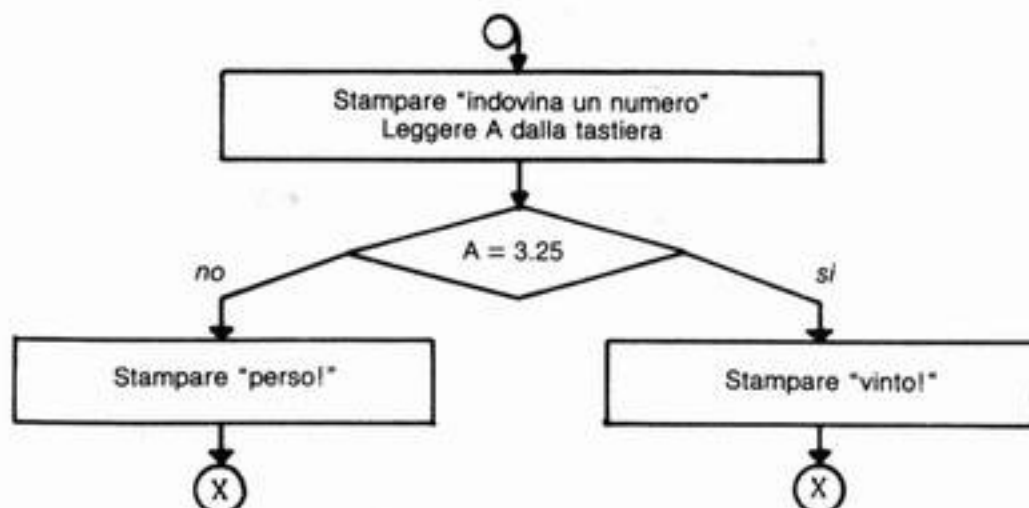 Stampare "indovina un numero"
Leggere A dalla tastiera
A = 3.25
no
si
Stampare "perso!"
Stampare "vinto!"
X
X